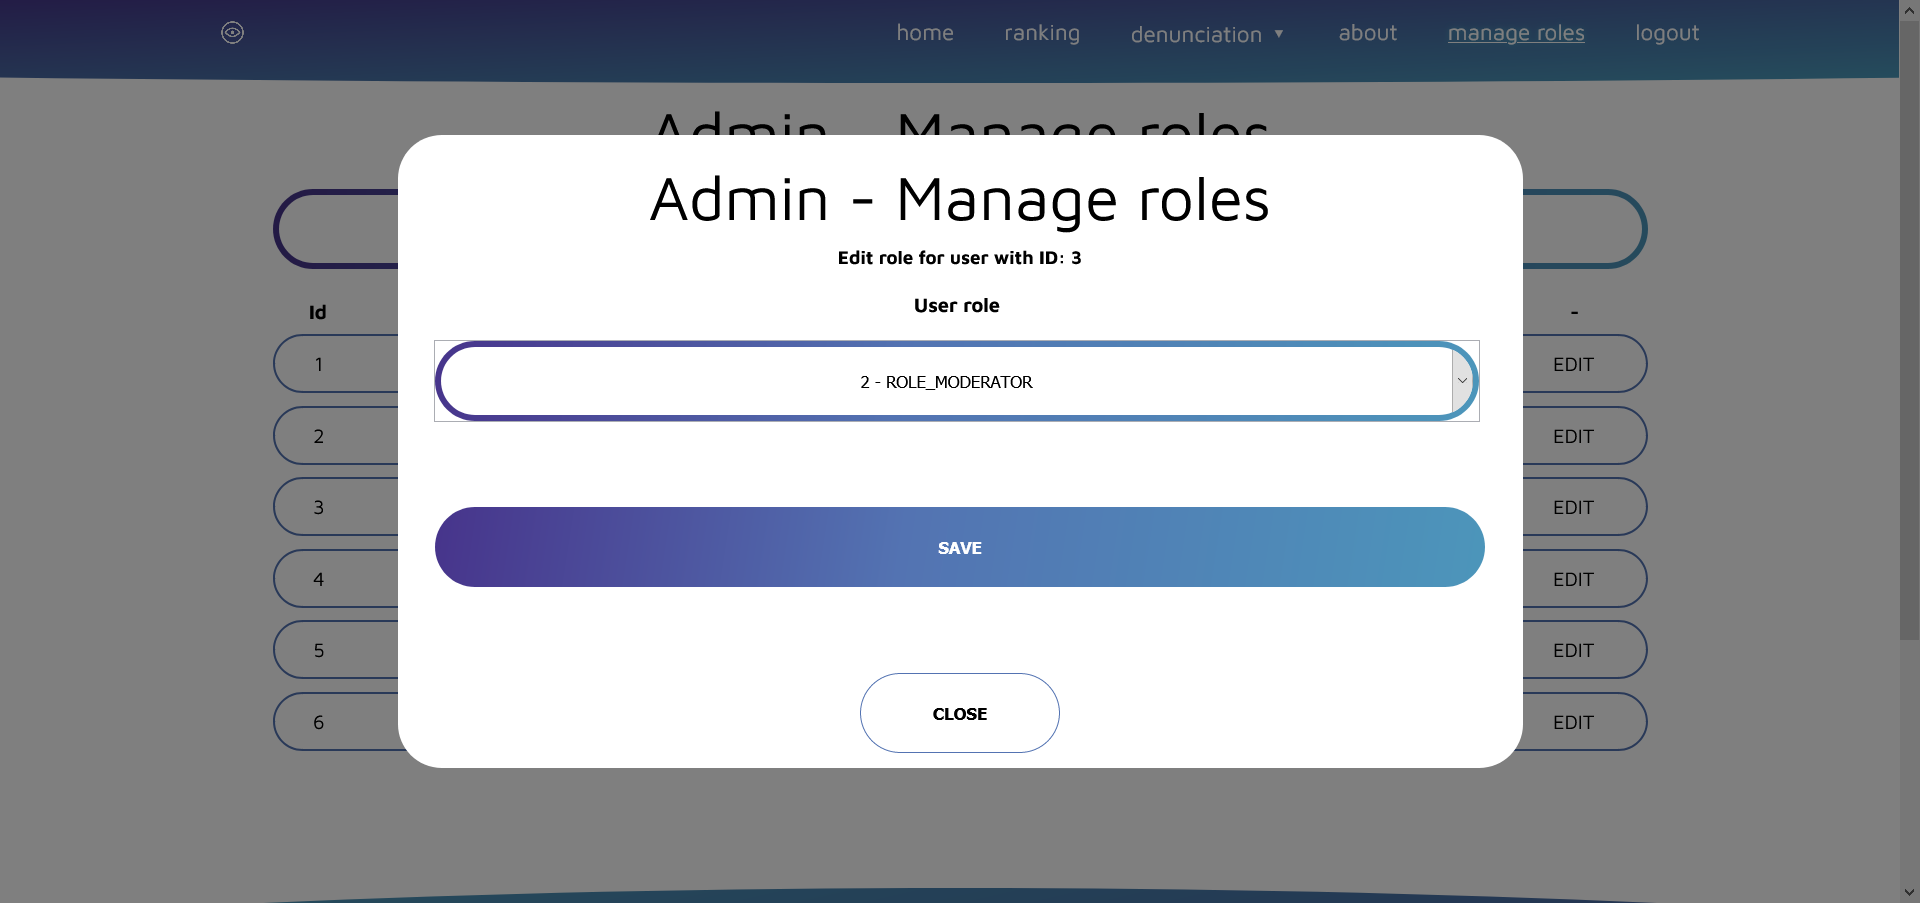 home ranking denunciation ▼ about manage roles logout
Admin - Manage roles
Admin - Manage roles
Edit role for user with ID: 3
User role
2 - ROLE_MODERATOR
SAVE
CLOSE
Id -
1 EDIT
2 EDIT
3 EDIT
4 EDIT
5 EDIT
6 EDIT